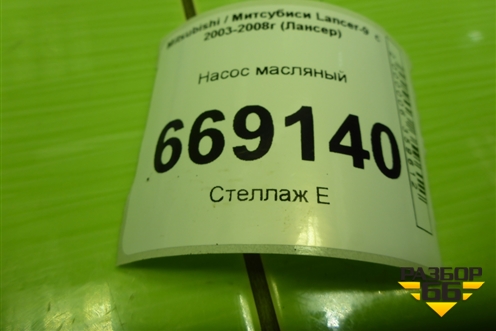 Mitsubishi / Митсубиси Lancer-9 с
2003-2008г (Лансер)
Насос масляный
669140
Стеллаж Е
РАЗБОР
66